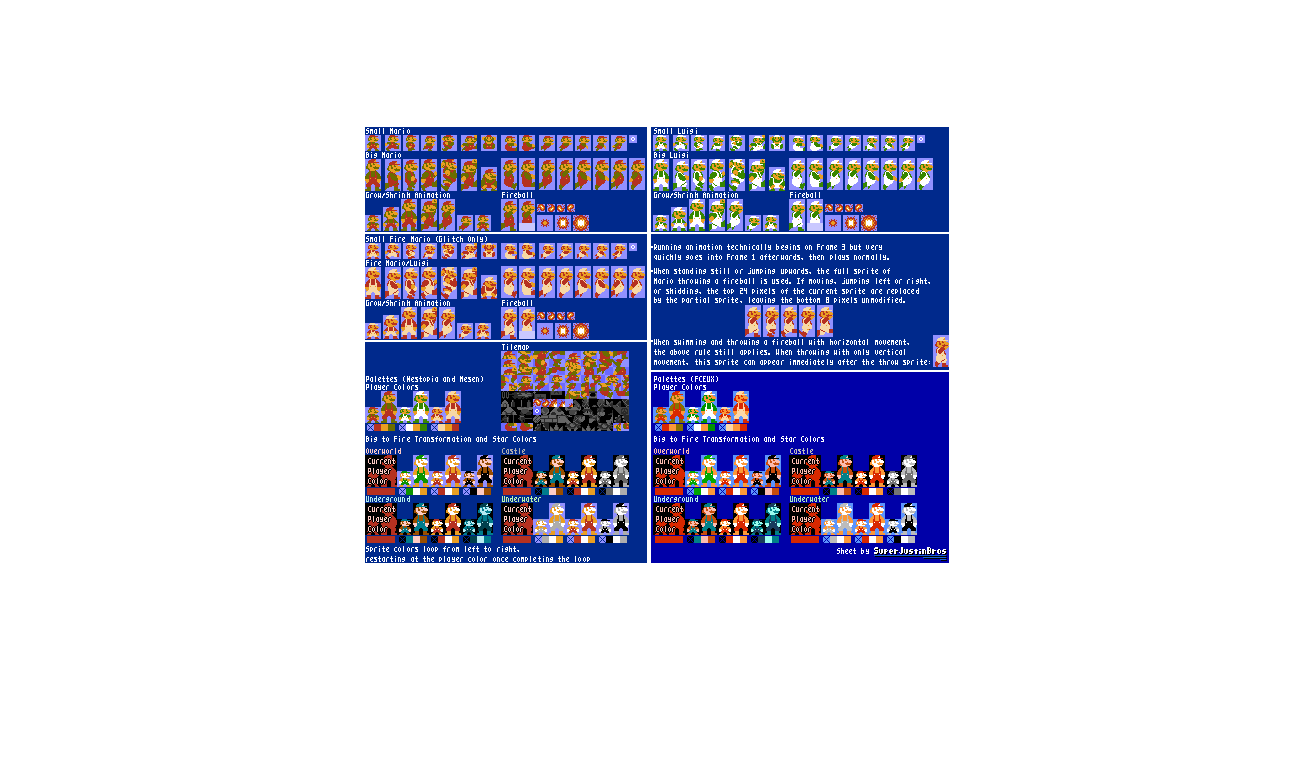 Small Mario
Big Mario
Grow/Shrink Animation
Fireball
Small Luigi
Big Luigi
Grow/Shrink Animation
Fireball
Small Fire Mario (Glitch Only)
Fire Mario/Luigi
Grow/Shrink Animation
Fireball
Running animation technically begins on Frame 3 but very
quickly goes into Frame 1 afterwards, then plays normally.
When standing still or jumping upwards, the full sprite of
Mario throwing a fireball is used. If moving, jumping left or right,
or skidding, the top 24 pixels of the current sprite are replaced
by the partial sprite, leaving the bottom 8 pixels unmodified.
When swimming and throwing a fireball with horizontal movement,
the above rule still applies. When throwing with only vertical
movement, this sprite can appear immediately after the throw sprite:
Tilemap
Palettes (Nestopia and Mesen)
Player Colors
Big to Fire Transformation and Star Colors
Overworld
Current
Player
Color
Castle
Current
Player
Color
Underground
Current
Player
Color
Underwater
Current
Player
Color
Sprite colors loop from left to right,
restarting at the player color once completing the loop
Palettes (FCEUX)
Player Colors
Big to Fire Transformation and Star Colors
Overworld
Current
Player
Color
Castle
Current
Player
Color
Underground
Current
Player
Color
Underwater
Current
Player
Color
Sheet by SuperJustinBros